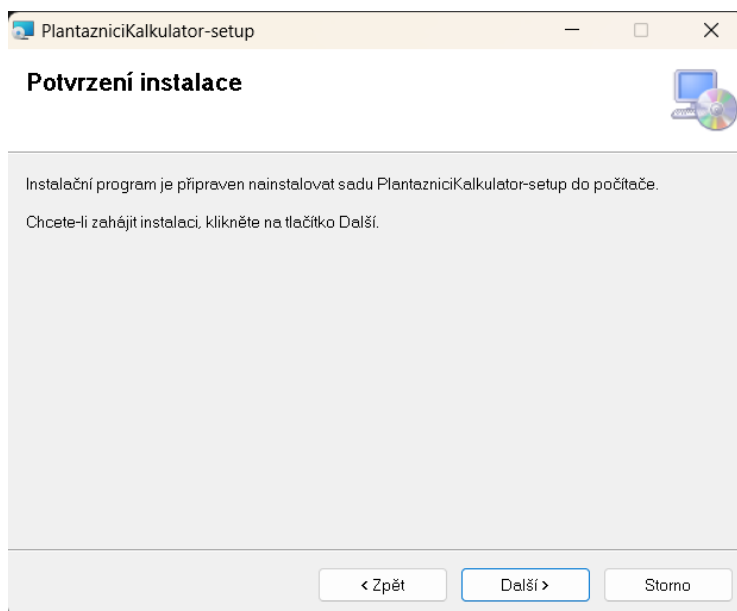 PlantazniciKalkulator-setup
Potvrzení instalace
Instalační program je připraven nainstalovat sadu PlantazniciKalkulator-setup do počítače.
Chcete-li zahájit instalaci, klikněte na tlačítko Další.
< Zpět
Další >
Storno